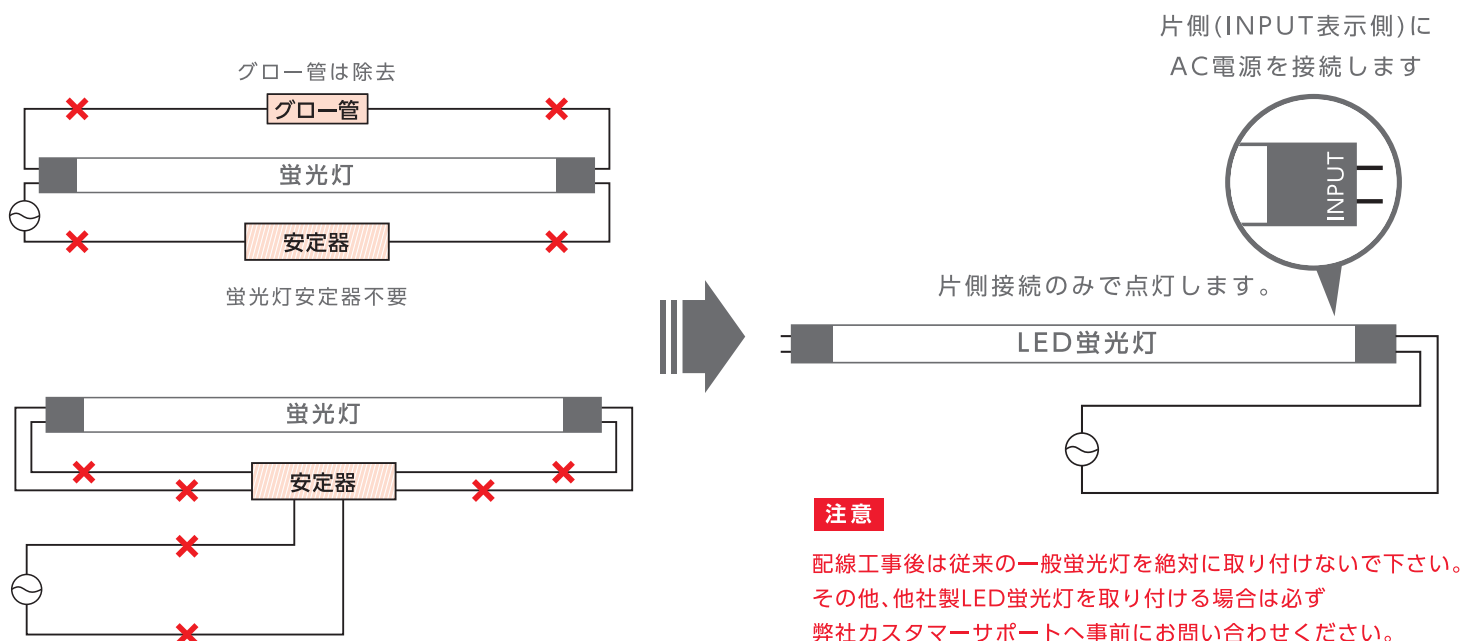 グロー管は除去
グロー管
蛍光灯
安定器
蛍光灯安定器不要
蛍光灯
安定器
片側(INPUT表示側)に
AC電源を接続します
INPUT
片側接続のみで点灯します。
LED蛍光灯
注意
配線工事後は従来の一般蛍光灯を絶対に取り付けないで下さい。
その他、他社製LED蛍光灯を取り付ける場合は必ず
弊社カスタマーサポートへ事前にお問い合わせください。